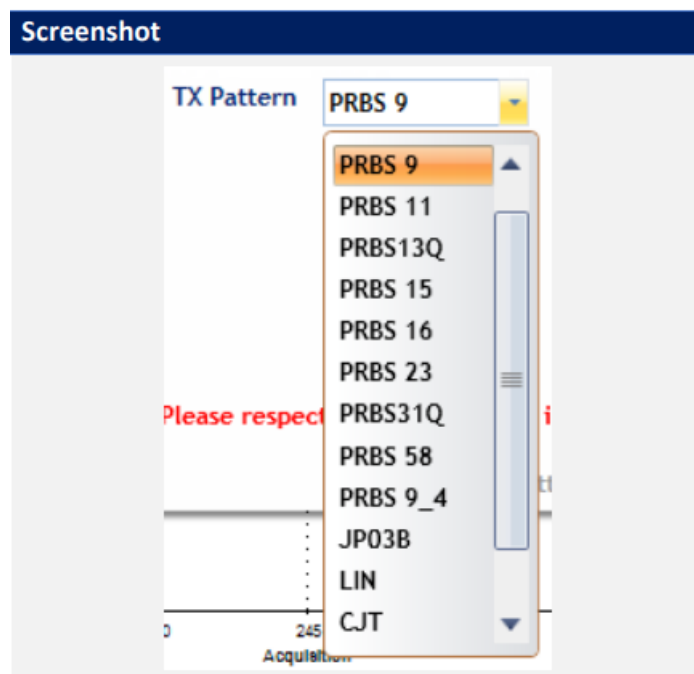 Screenshot
TX Pattern PRBS 9
PRBS 9
PRBS 11
PRBS13Q
PRBS 15
PRBS 16
PRBS 23
Please respect PRBS31Q
PRBS 58
PRBS 9_4
JP03B
LIN
245 CJT
Acquisition